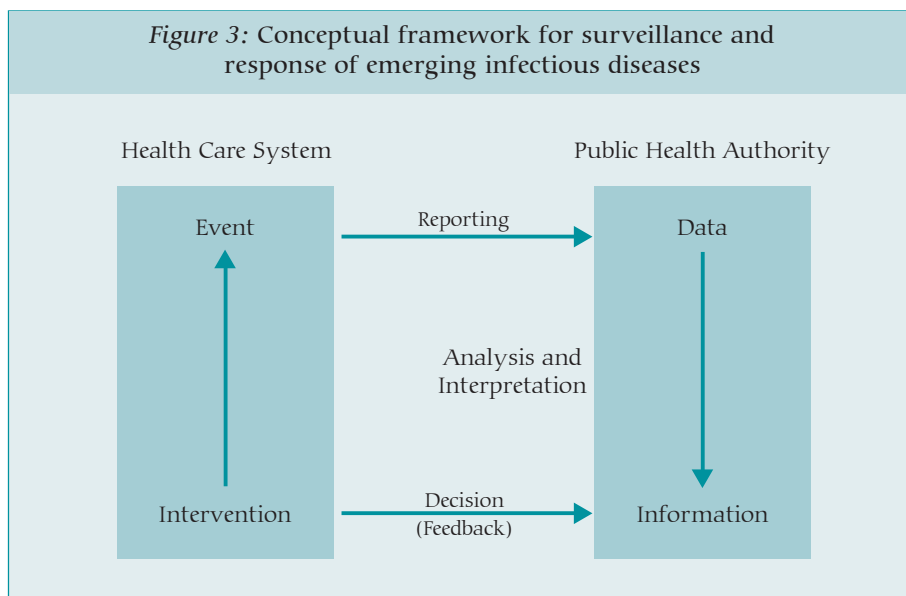 Figure 3: Conceptual framework for surveillance and
response of emerging infectious diseases
Health Care System
Public Health Authority
Event
Reporting
Data
Analysis and
Interpretation
Intervention
Decision
(Feedback)
Information